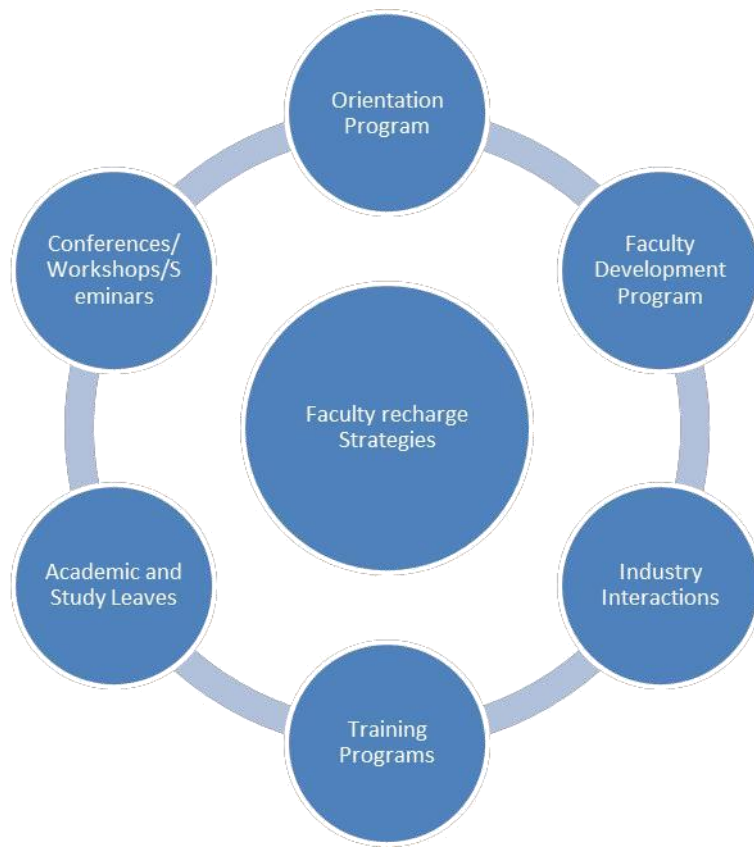 Orientation
Program
Conferences/
Workshops/S
eminars
Faculty
Development
Program
Faculty recharge
Strategies
Academic and
Study Leaves
Industry
Interactions
Training
Programs